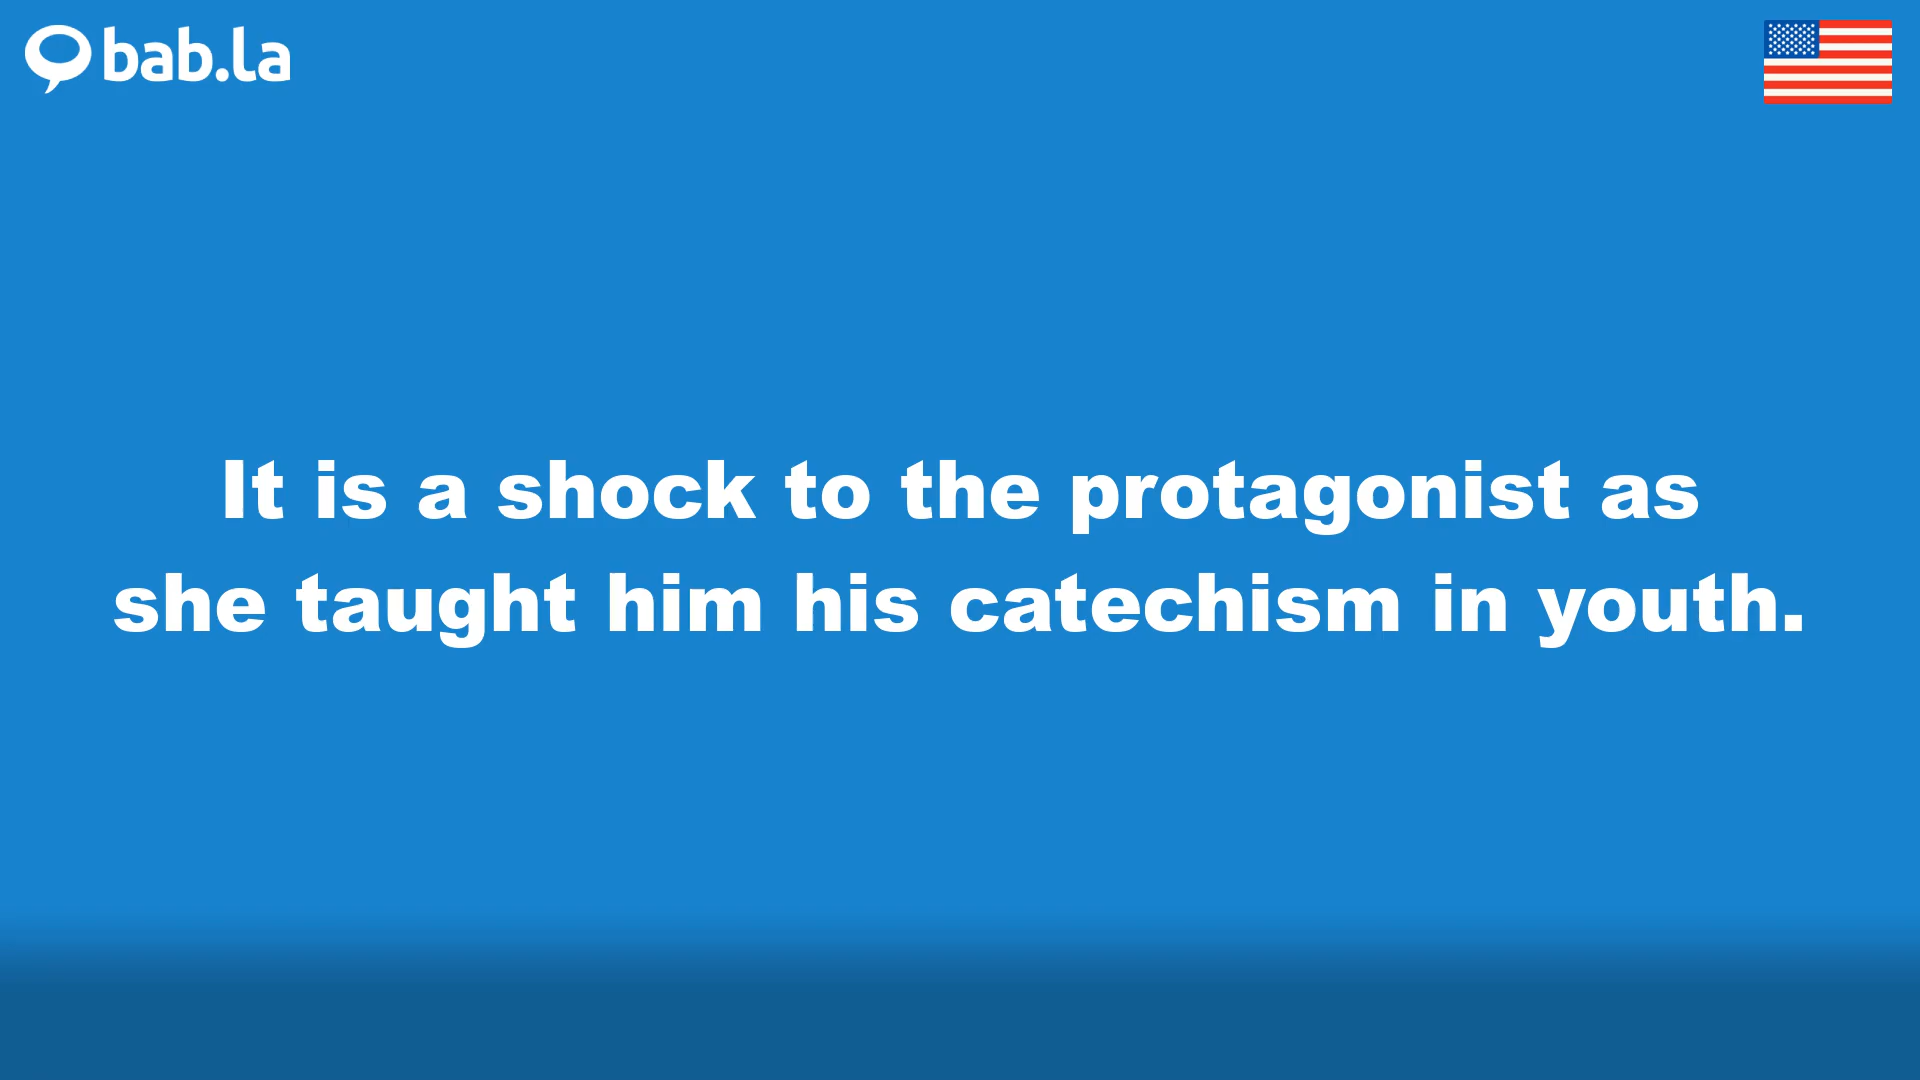 bab.la
It is a shock to the protagonist as
she taught him his catechism in youth.